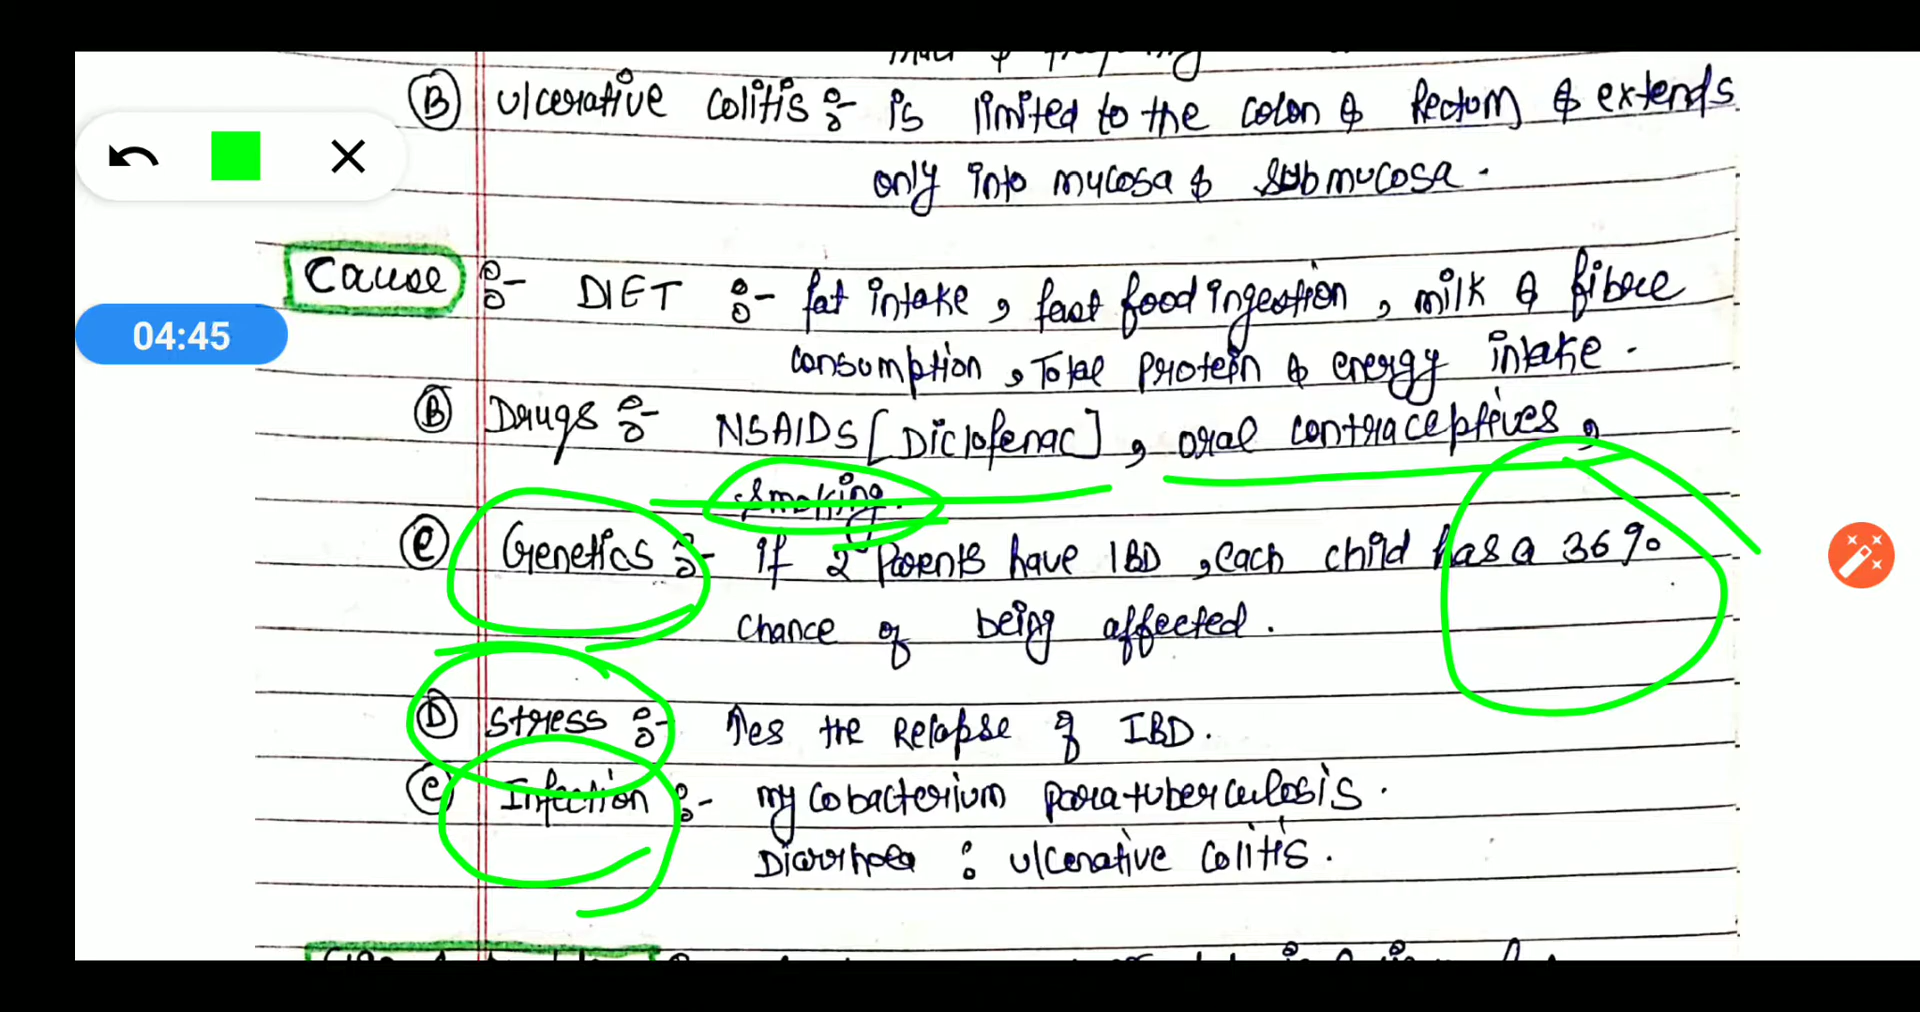 (B) Ulcerative colitis :- is limited to the colon & Rectum & extends
only into mucosa & submucosa.
Cause :- DIET :- fat intake, fast food ingestion, milk & fibre
04:45
consumption, Total protein & energy intake.
(B) Drugs :- NSAIDS [Diclofenac], oral contraceptives,
smoking.
(C) Genetics :- if 2 Parents have IBD, each child has a 36%
chance of being affected.
(D) Stress :- ↑es the Relapse of IBD.
(e) Infection :- mycobacterium paratuberculosis.
Diarrhoea : ulcerative colitis.